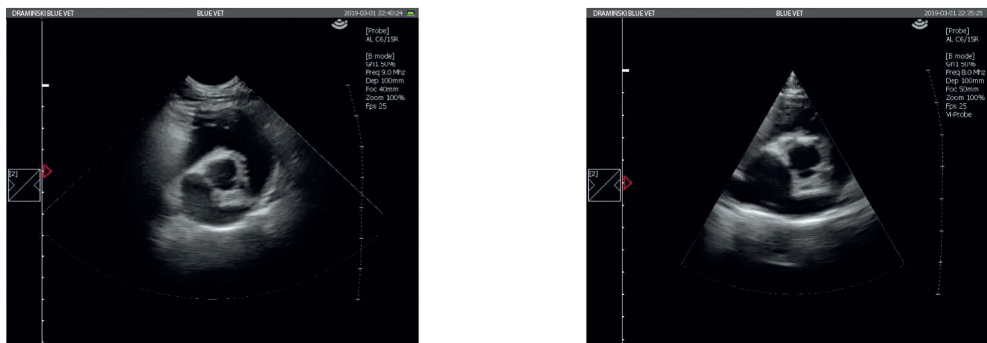 DRAMIŃSKI BLUE VET BLUE VET 2019-03-01 22:40:24
[Probe]
AL C6/15R
[B mode]
Gn1 50%
Freq 9.0 Mhz
Dep 100mm
Foc 40mm
Zoom 100%
Fps 25
[2]
DRAMIŃSKI BLUE VET BLUE VET 2019-03-01 22:35:25
[Probe]
AL C6/15R
[B mode]
Gn1 50%
Freq 8.0 Mhz
Dep 100mm
Foc 50mm
Zoom 100%
Fps 25
VI-Probe
[2]